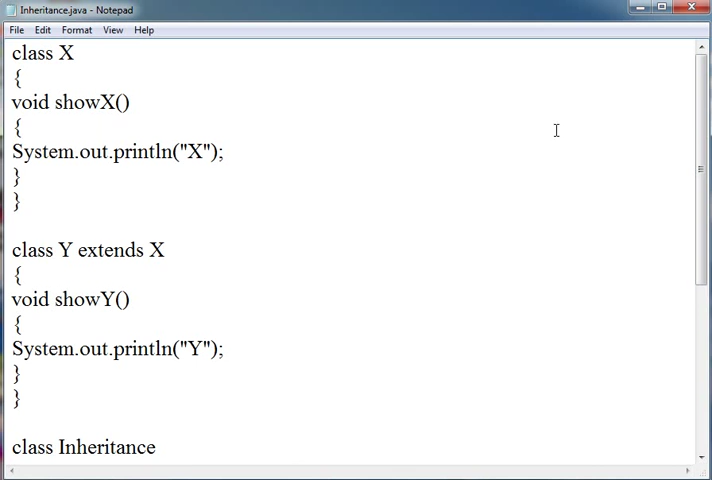 Inheritance.java - Notepad
File Edit Format View Help
class X
{
void showX()
{
System.out.println("X");
}
}
class Y extends X
{
void showY()
{
System.out.println("Y");
}
}
class Inheritance